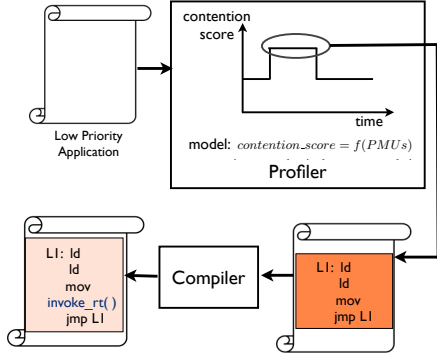 contention
score
time
Low Priority
Application
model: contention_score = f(PMUs)
Profiler
L1: ld
ld
mov
invoke_rt( )
jmp L1
Compiler
L1: ld
ld
mov
jmp L1